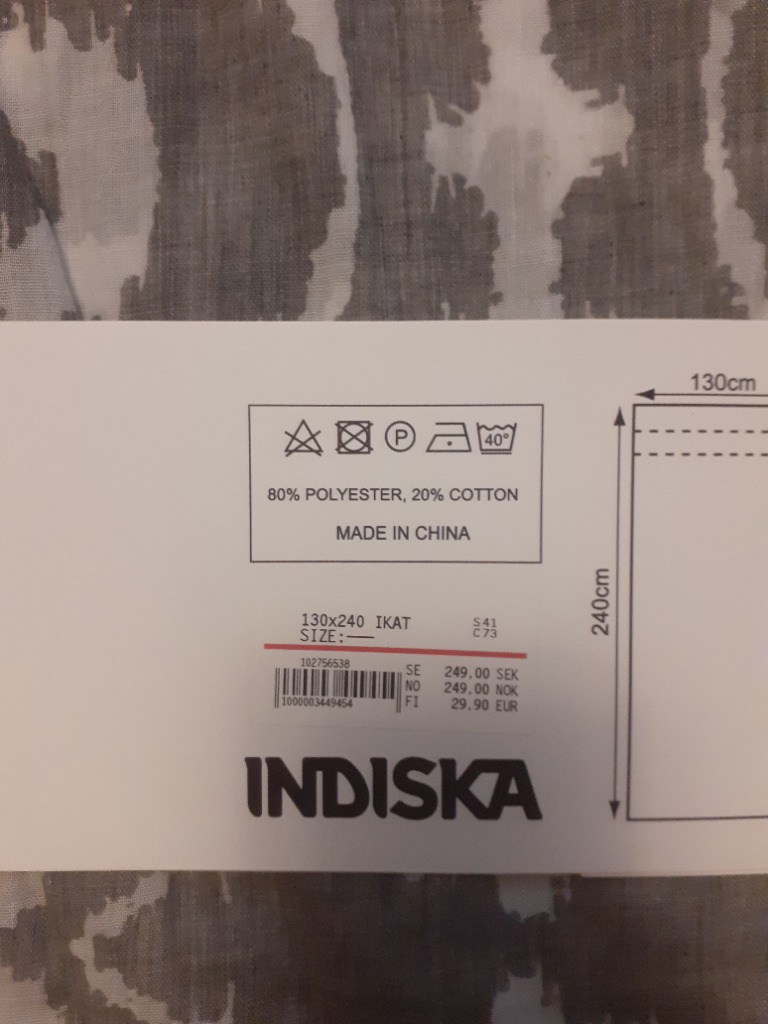 130cm
P
40°
80% POLYESTER, 20% COTTON
MADE IN CHINA
240cm
130x240 IKAT S41
SIZE:—— C73
102756538
1000003449454
SE 249.00 SEK
NO 249.00 NOK
FI 29.90 EUR
INDISKA